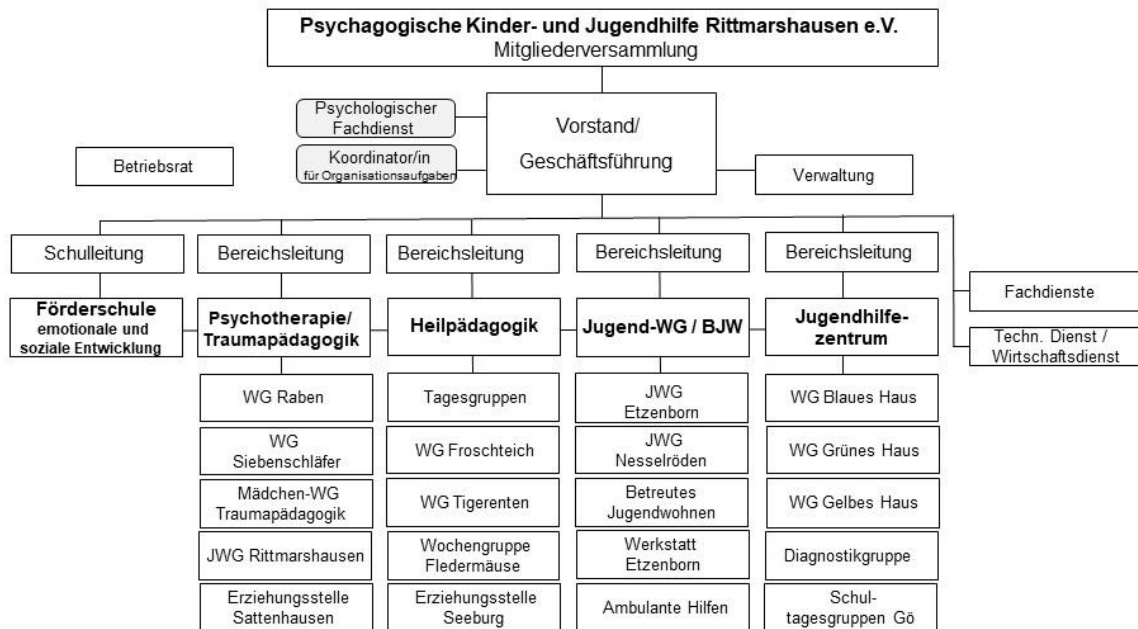 Psychagogische Kinder- und Jugendhilfe Rittmarshausen e.V.
Mitgliederversammlung
Psychologischer
Fachdienst
Vorstand/
Geschäftsführung
Koordinator/in
für Organisationsaufgaben
Betriebsrat
Verwaltung
Schulleitung
Bereichsleitung
Bereichsleitung
Bereichsleitung
Bereichsleitung
Förderschule
emotionale und
soziale Entwicklung
Psychotherapie/
Traumapädagogik
Heilpädagogik
Jugend-WG / BJW
Jugendhilfe-
zentrum
Fachdienste
Techn. Dienst /
Wirtschaftsdienst
WG Raben
Tagesgruppen
JWG
Etzenborn
WG Blaues Haus
WG
Siebenschläfer
WG Froschteich
JWG
Nesselröden
WG Grünes Haus
Mädchen-WG
Traumapädagogik
WG Tigerenten
Betreutes
Jugendwohnen
WG Gelbes Haus
JWG Rittmarshausen
Wochengruppe
Fledermäuse
Werkstatt
Etzenborn
Diagnostikgruppe
Erziehungsstelle
Sattenhausen
Erziehungsstelle
Seeburg
Ambulante Hilfen
Schul-
tagesgruppen Gö